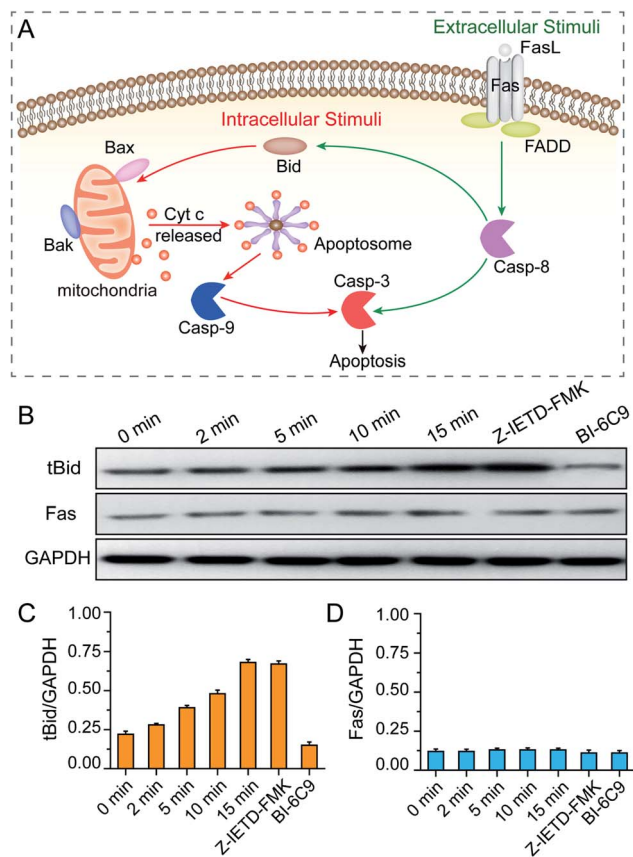 A
Extracellular Stimuli
FasL
Fas
Intracellular Stimuli
FADD
Bax
Bid
Cyt c
released
Bak
Apoptosome
Casp-8
mitochondria
Casp-3
Casp-9
Apoptosis
B
0 min 2 min 5 min 10 min 15 min Z-IETD-FMK BI-6C9
tBid
Fas
GAPDH
C
tBid/GAPDH
1.00
0.75
0.50
0.25
0.00
0 min 2 min 5 min 10 min 15 min Z-IETD-FMK BI-6C9
D
Fas/GAPDH
1.00
0.75
0.50
0.25
0.00
0 min 2 min 5 min 10 min 15 min Z-IETD-FMK BI-6C9